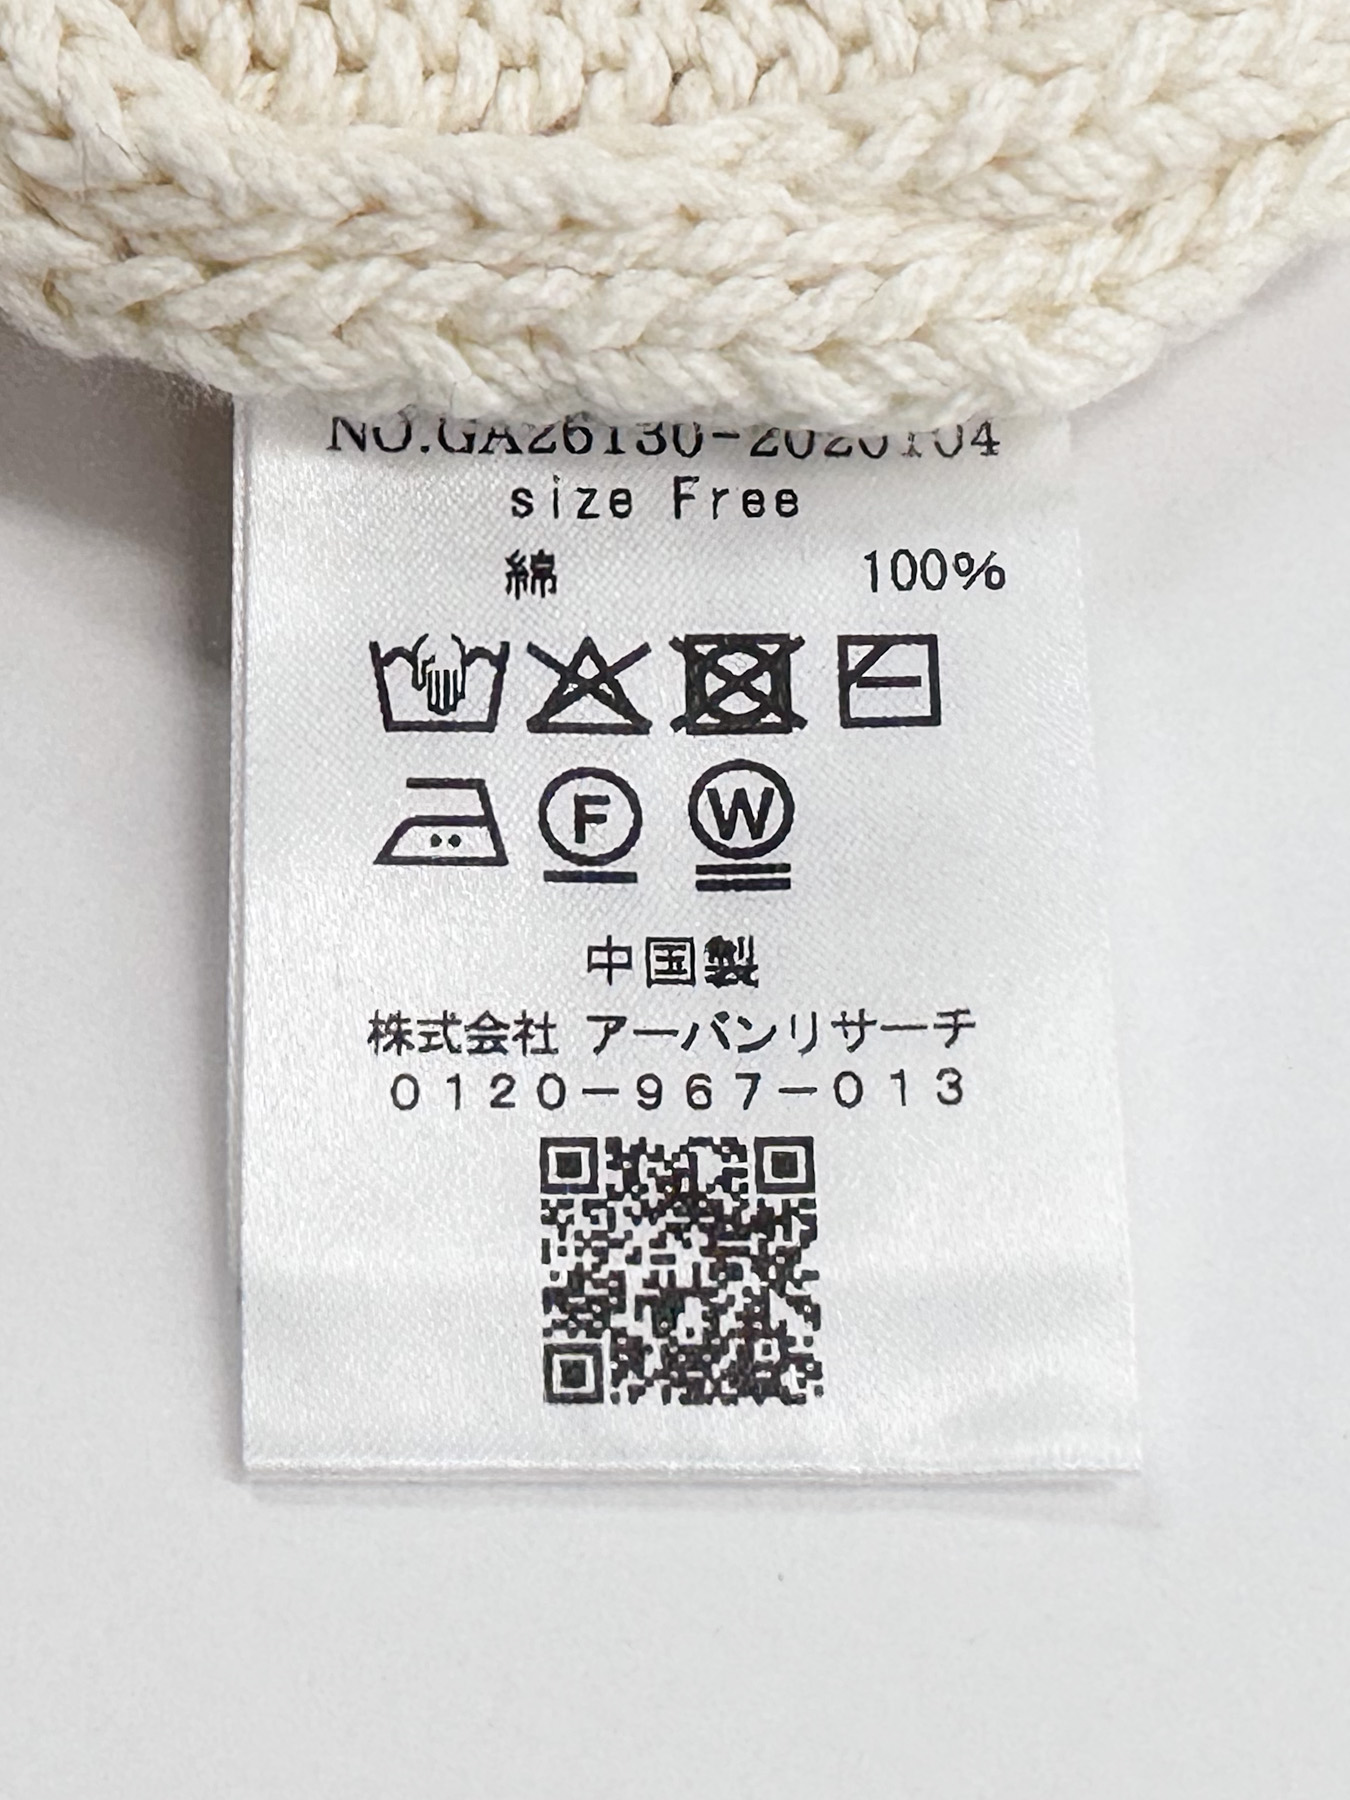 NO.GA26130-2020104
size Free
綿 100%
F W
中国製
株式会社 アーバンリサーチ
0120-967-013